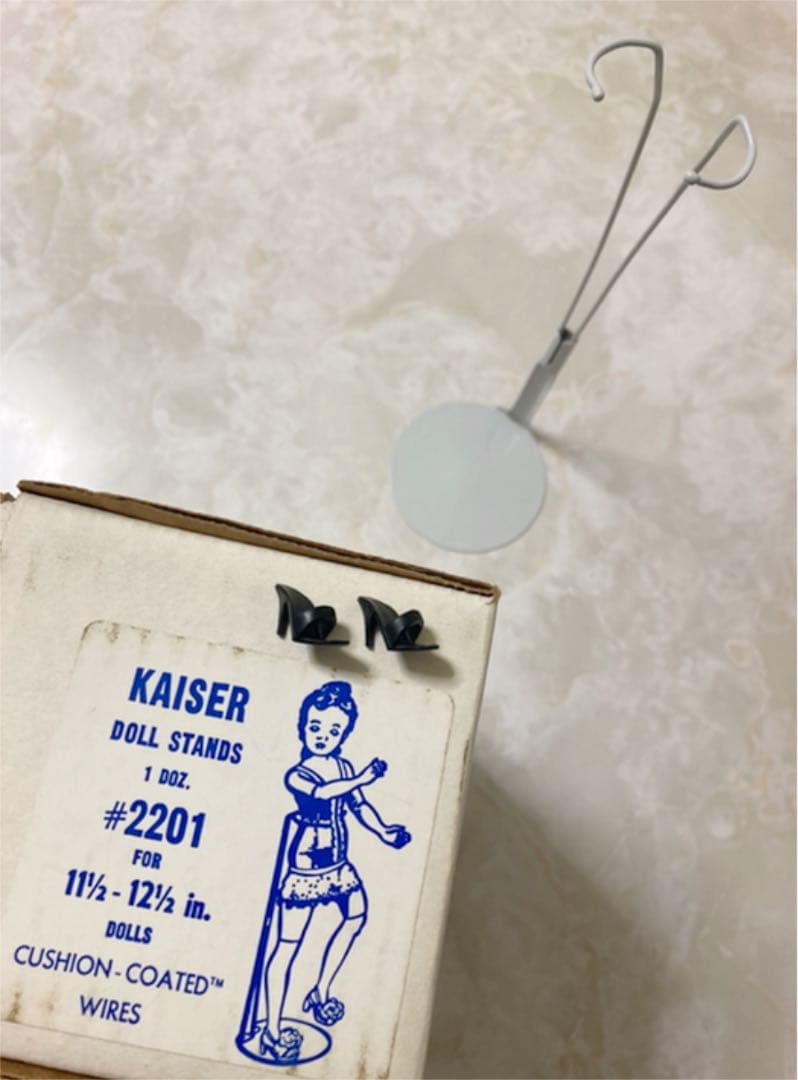 KAISER
DOLL STANDS
1 DOZ.
#2201
FOR
11½ - 12½ in.
DOLLS
CUSHION-COATED™
WIRES